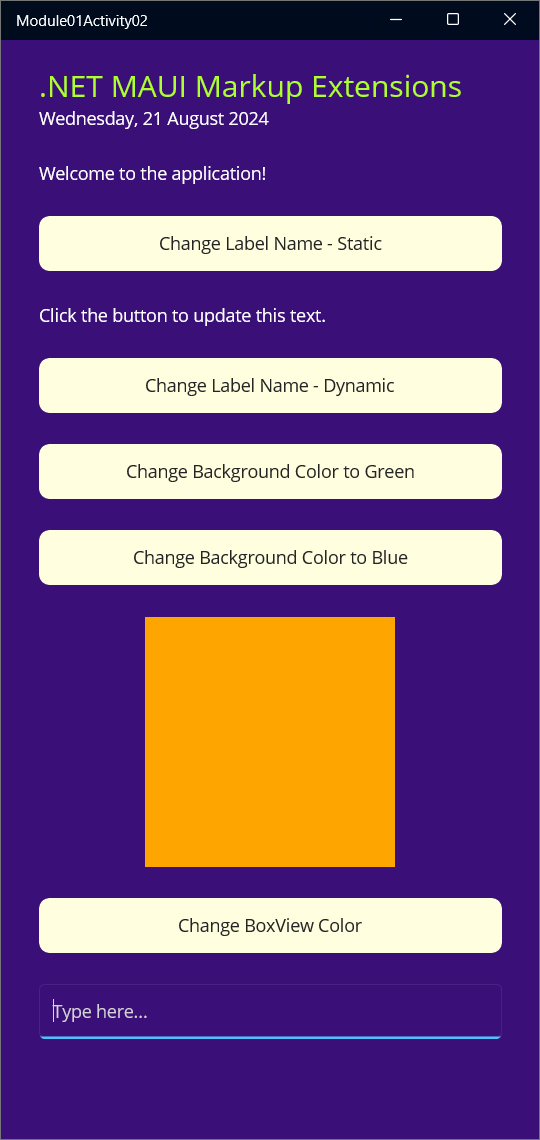 Module01Activity02
.NET MAUI Markup Extensions
Wednesday, 21 August 2024
Welcome to the application!
Change Label Name - Static
Click the button to update this text.
Change Label Name - Dynamic
Change Background Color to Green
Change Background Color to Blue
Change BoxView Color
Type here...